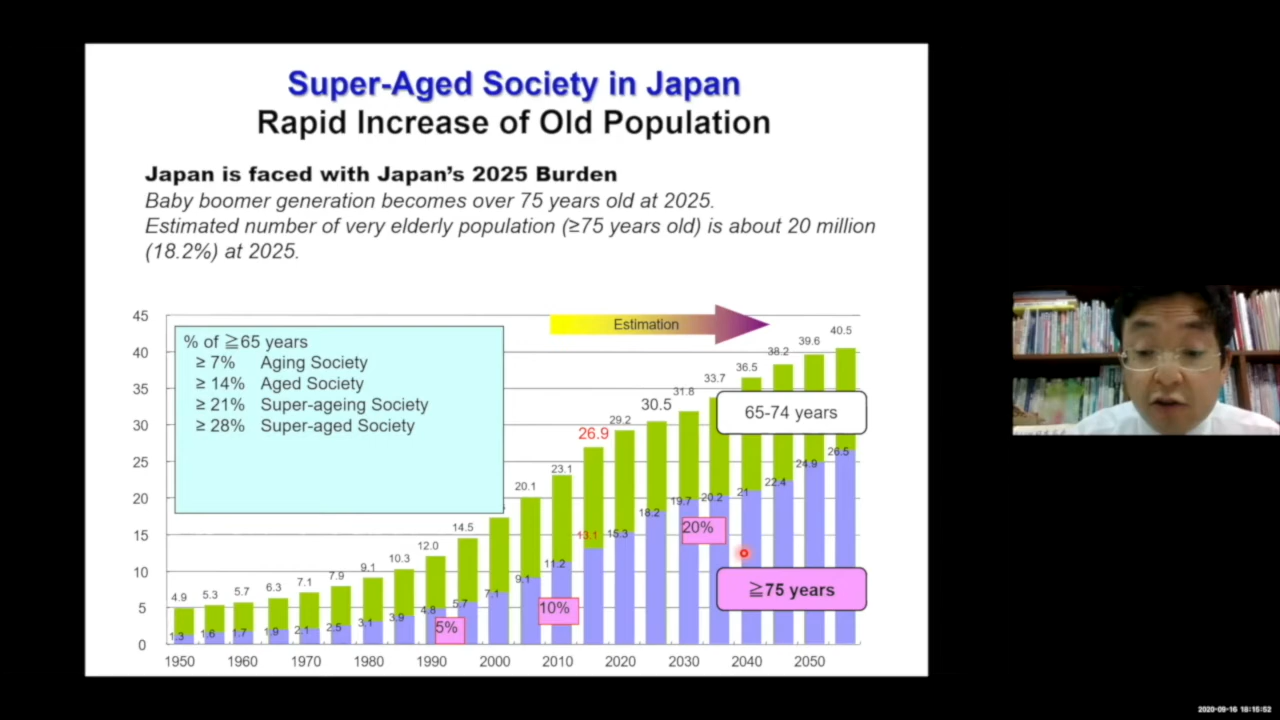 Super-Aged Society in Japan
Rapid Increase of Old Population
Japan is faced with Japan's 2025 Burden
Baby boomer generation becomes over 75 years old at 2025.
Estimated number of very elderly population (≥75 years old) is about 20 million
(18.2%) at 2025.
Estimation
% of ≧65 years
≥ 7% Aging Society
≥ 14% Aged Society
≥ 21% Super-ageing Society
≥ 28% Super-aged Society
45
40
35
30
25
20
15
10
5
0
4.9 5.3 5.7 6.3 7.1 7.9 9.1 10.3 12.0 14.5 20.1 23.1 26.9 29.2 30.5 31.8 33.7 36.5 38.2 39.6 40.5
65-74 years
1.3 1.6 1.7 1.9 2.1 2.5 3.1 3.9 4.8 5.7 7.1 9.1 11.2 13.1 15.3 18.2 19.7 20.2 21 22.4 24.9 26.5
5%
10%
20%
≧75 years
1950 1960 1970 1980 1990 2000 2010 2020 2030 2040 2050
2020-09-16 18:15:52